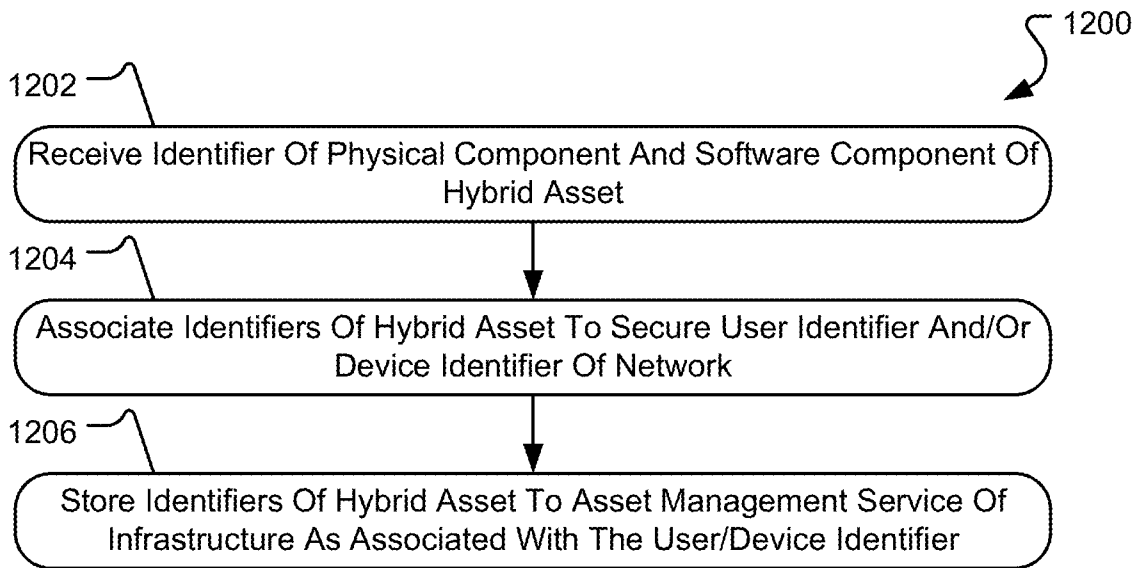 1200
1202
Receive Identifier Of Physical Component And Software Component Of
Hybrid Asset
1204
Associate Identifiers Of Hybrid Asset To Secure User Identifier And/Or
Device Identifier Of Network
1206
Store Identifiers Of Hybrid Asset To Asset Management Service Of
Infrastructure As Associated With The User/Device Identifier